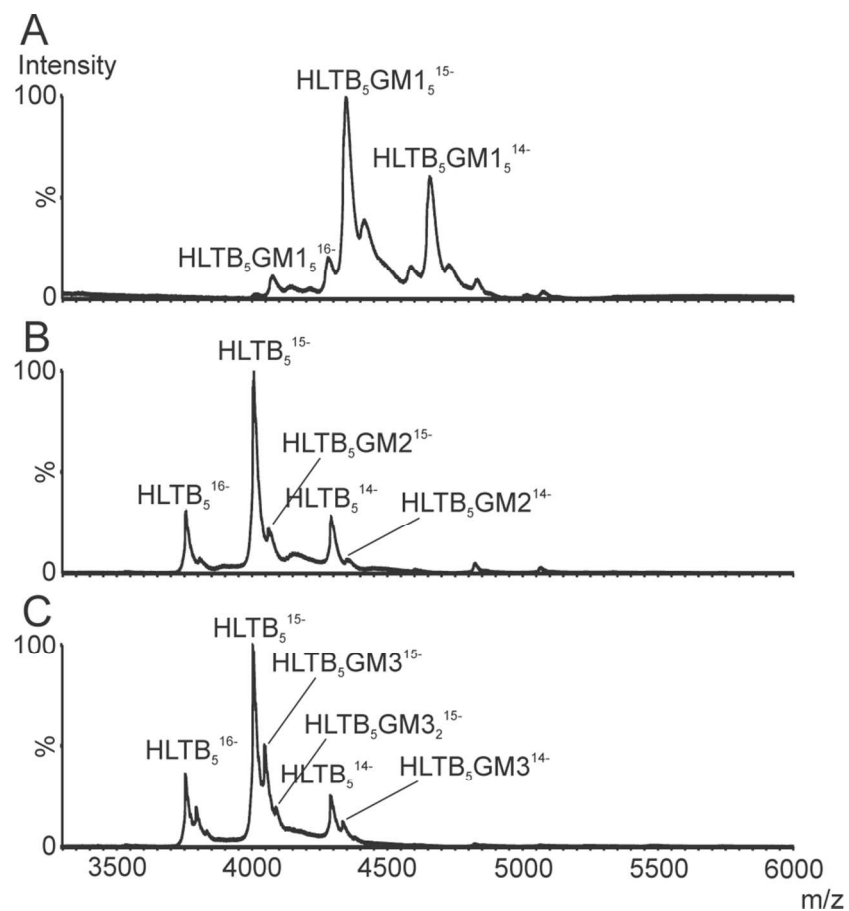 A
Intensity
100
%
0
HLTB₅GM1₅¹⁵⁻
HLTB₅GM1₅¹⁴⁻
HLTB₅GM1₅¹⁶⁻
B
100
%
0
HLTB₅¹⁵⁻
HLTB₅GM2¹⁵⁻
HLTB₅¹⁶⁻
HLTB₅¹⁴⁻
HLTB₅GM2¹⁴⁻
C
100
%
0
HLTB₅¹⁵⁻
HLTB₅GM3¹⁵⁻
HLTB₅GM3₂¹⁵⁻
HLTB₅¹⁶⁻
HLTB₅¹⁴⁻
HLTB₅GM3¹⁴⁻
3500 4000 4500 5000 5500 6000
m/z